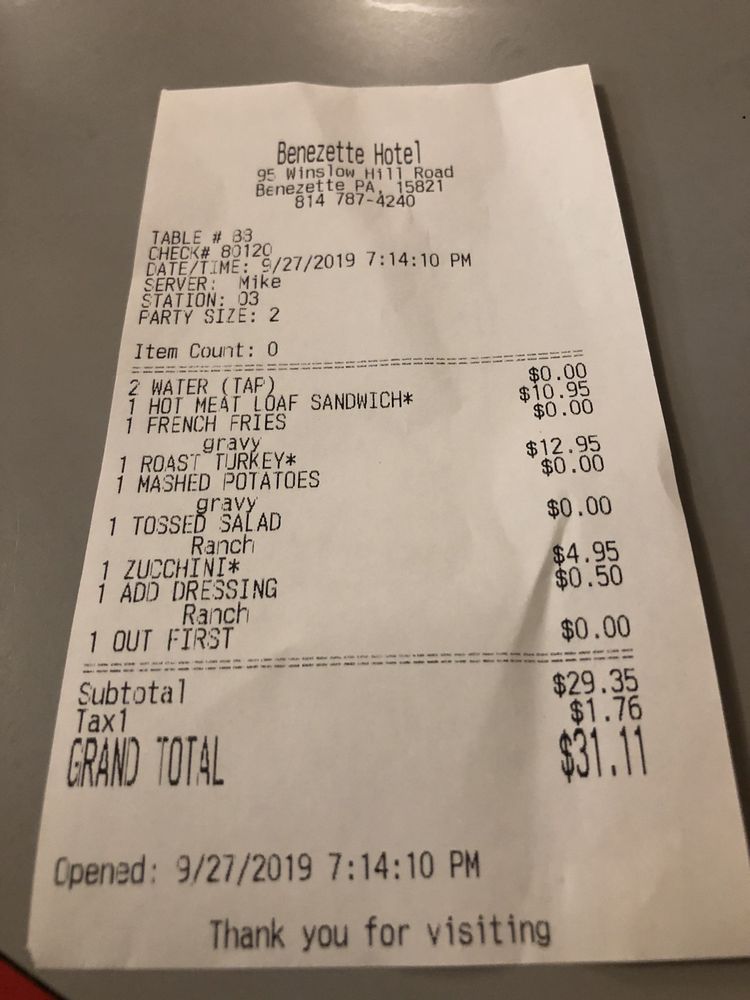 Benezette Hotel
95 Winslow Hill Road
Benezette PA, 15821
814 787-4240
TABLE # 83
CHECK# 80120
DATE/TIME: 9/27/2019 7:14:10 PM
SERVER: Mike
STATION: 03
PARTY SIZE: 2
Item Count: 0
2 WATER (TAP) $0.00
1 HOT MEAT LOAF SANDWICH* $10.95
1 FRENCH FRIES $0.00
gravy
1 ROAST TURKEY* $12.95
1 MASHED POTATOES $0.00
gravy
1 TOSSED SALAD $0.00
Ranch
1 ZUCCHINI* $4.95
1 ADD DRESSING $0.50
Ranch
1 OUT FIRST $0.00
Subtotal $29.35
Tax1 $1.76
GRAND TOTAL $31.11
Opened: 9/27/2019 7:14:10 PM
Thank you for visiting